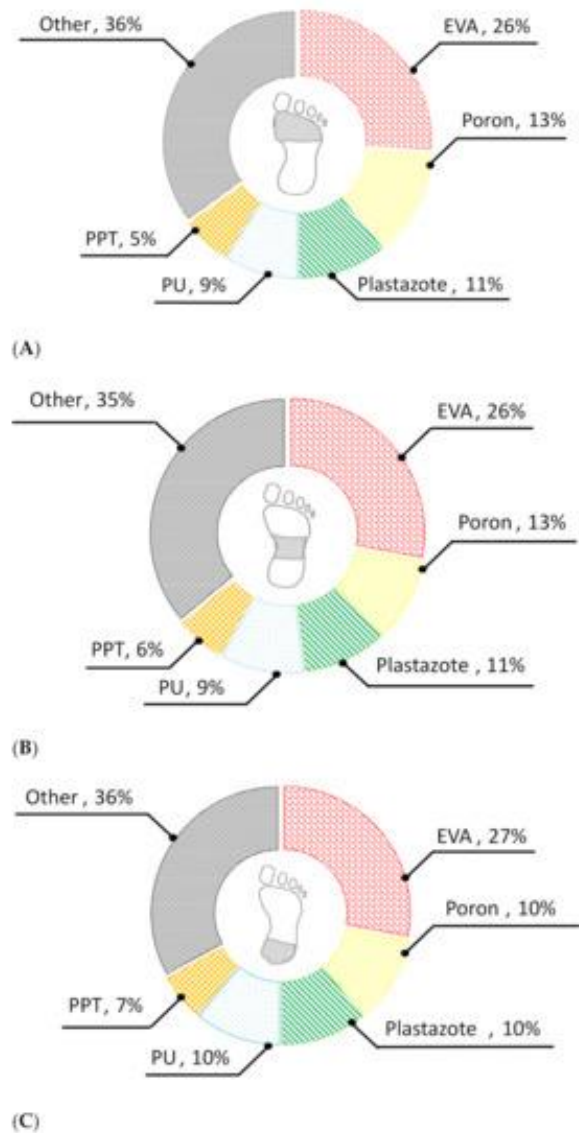 Other, 36%
EVA, 26%
Poron, 13%
PPT, 5%
PU, 9%
Plastazote , 11%
(A)
Other, 35%
EVA, 26%
Poron, 13%
PPT, 6%
PU, 9%
Plastazote, 11%
(B)
Other , 36%
EVA, 27%
Poron , 10%
PPT, 7%
PU, 10%
Plastazote , 10%
(C)